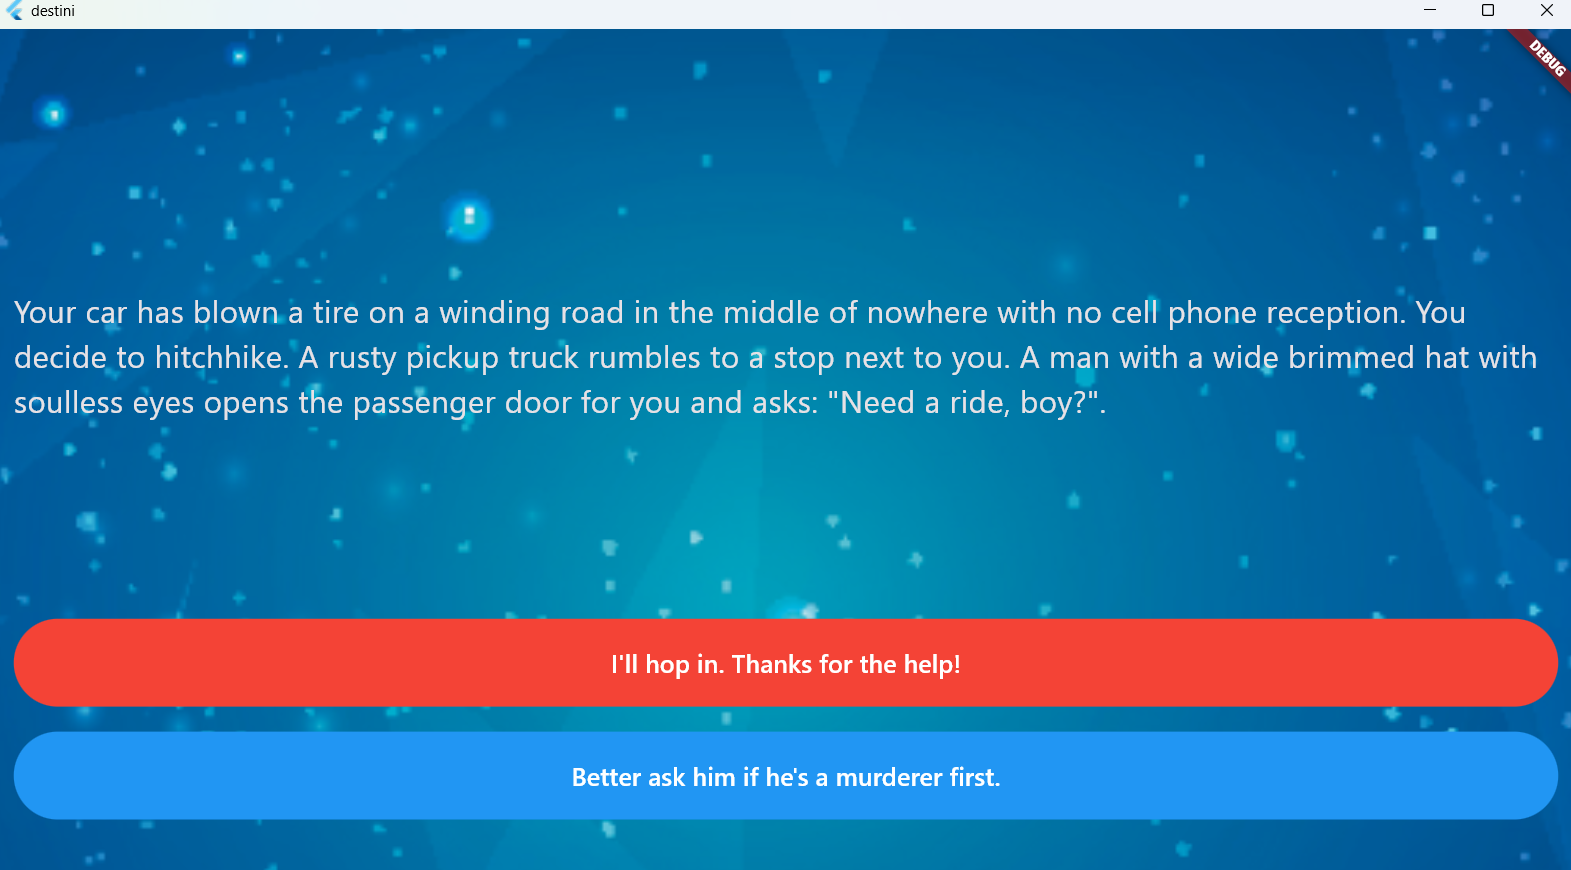 destini
DEBUG
Your car has blown a tire on a winding road in the middle of nowhere with no cell phone reception. You
decide to hitchhike. A rusty pickup truck rumbles to a stop next to you. A man with a wide brimmed hat with
soulless eyes opens the passenger door for you and asks: "Need a ride, boy?".
I'll hop in. Thanks for the help!
Better ask him if he's a murderer first.